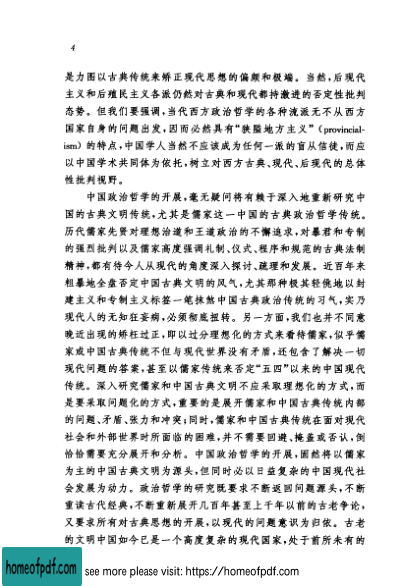 4
是力图以古典传统来矫正现代思想的偏颇和极端。当然,后现代
主义和后殖民主义各派仍然对古典和现代都持激进的否定性批判
态势。但我们要强调,当代西方政治哲学的各种流派无不从西方
国家自身的问题出发,因而必然具有“狭隘地方主义”(provincial-
ism)的特点,中国学人当然不应该成为任何一派的盲从信徒,而应
以中国学术共同体为依托,树立对西方古典、现代、后现代的总体
性批判视野。
中国政治哲学的开展,毫无疑问将有赖于深入地重新研究中
国的古典文明传统,尤其是儒家这一中国的古典政治哲学传统。
历代儒家先贤对理想治道和王道政治的不懈追求,对暴君和专制
的强烈批判以及儒家高度强调礼制、仪式、程序和规范的古典法制
精神,都有待今人从现代的角度深入探讨、疏理和发展。近百年来
粗暴地全盘否定中国古典文明的风气,尤其那种极其轻佻地以封
建主义和专制主义标签一笔抹煞中国古典政治传统的习气,实乃
现代人的无知狂妄病,必须彻底扭转。另一方面,我们也并不同意
晚近出现的矫枉过正,即以过分理想化的方式来看待儒家,似乎儒
家或中国古典传统不但与现代世界没有矛盾,还包含了解决一切
现代问题的答案,甚至以儒家传统来否定“五四”以来的中国现代
传统。深入研究儒家和中国古典文明不应采取理想化的方式,而
是要采取问题化的方式,重要的是展开儒家和中国古典传统内部
的问题、矛盾、张力和冲突;同时,儒家和中国古典传统在面对现代
社会和外部世界时所面临的困难,并不需要回避、掩盖或否认,倒
恰恰需要充分展开和分析。中国政治哲学的开展,固然将以儒家
为主的中国古典文明为源头,但同时必以日益复杂的中国现代社
会发展为动力。政治哲学的研究既要求不断返回问题源头,不断
重读古代经典,不断重新展开几百年甚至上千年以前的古老争论,
又要求所有对古典思想的开展,以现代的问题意识为归依。古老
的文明中国如今已是一个高度复杂的现代国家,处于前所未有的
homeofpdf.com
see more please visit: https://homeofpdf.com